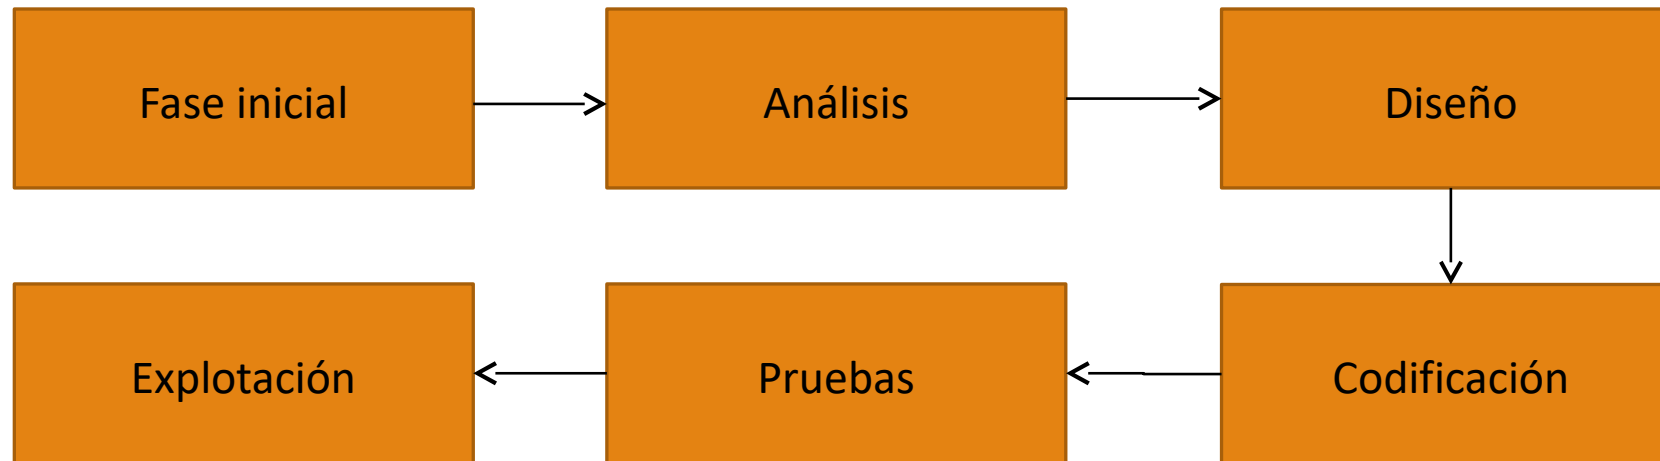 Fase inicial
Análisis
Diseño
Explotación
Pruebas
Codificación